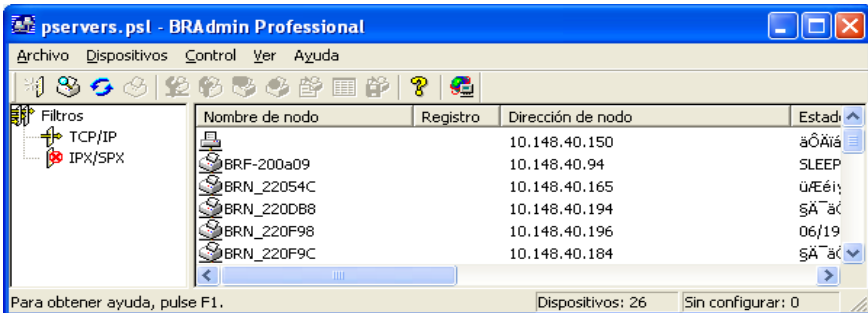 pservers.psl - BRAdmin Professional
Archivo Dispositivos Control Ver Ayuda
Filtros
TCP/IP
IPX/SPX
Nombre de nodo Registro Dirección de nodo Estad
10.148.40.150
BRF-200a09 10.148.40.94 SLEEP
BRN_22054C 10.148.40.165
BRN_220DB8 10.148.40.194
BRN_220F98 10.148.40.196 06/19
BRN_220F9C 10.148.40.184
Para obtener ayuda, pulse F1. Dispositivos: 26 Sin configurar: 0